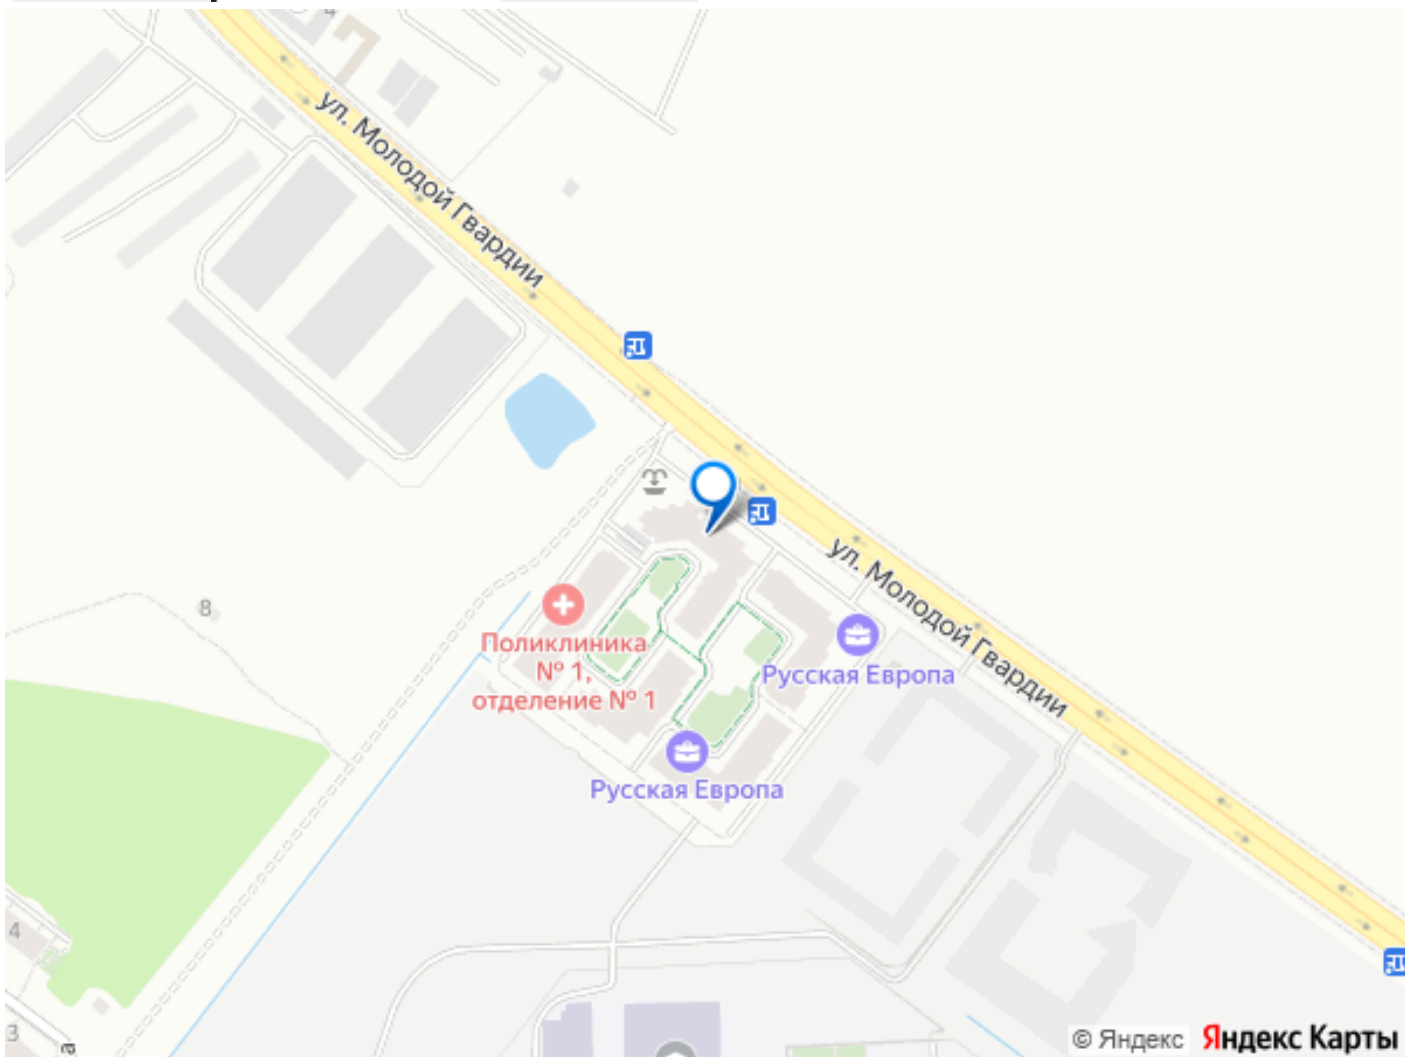 4
ул. Молодой Гвардии
8
Поликлиника
№ 1,
отделение № 1
ул. Молодой Гвардии
Русская Европа
Русская Европа
4
3
а
© Яндекс Яндекс Карты